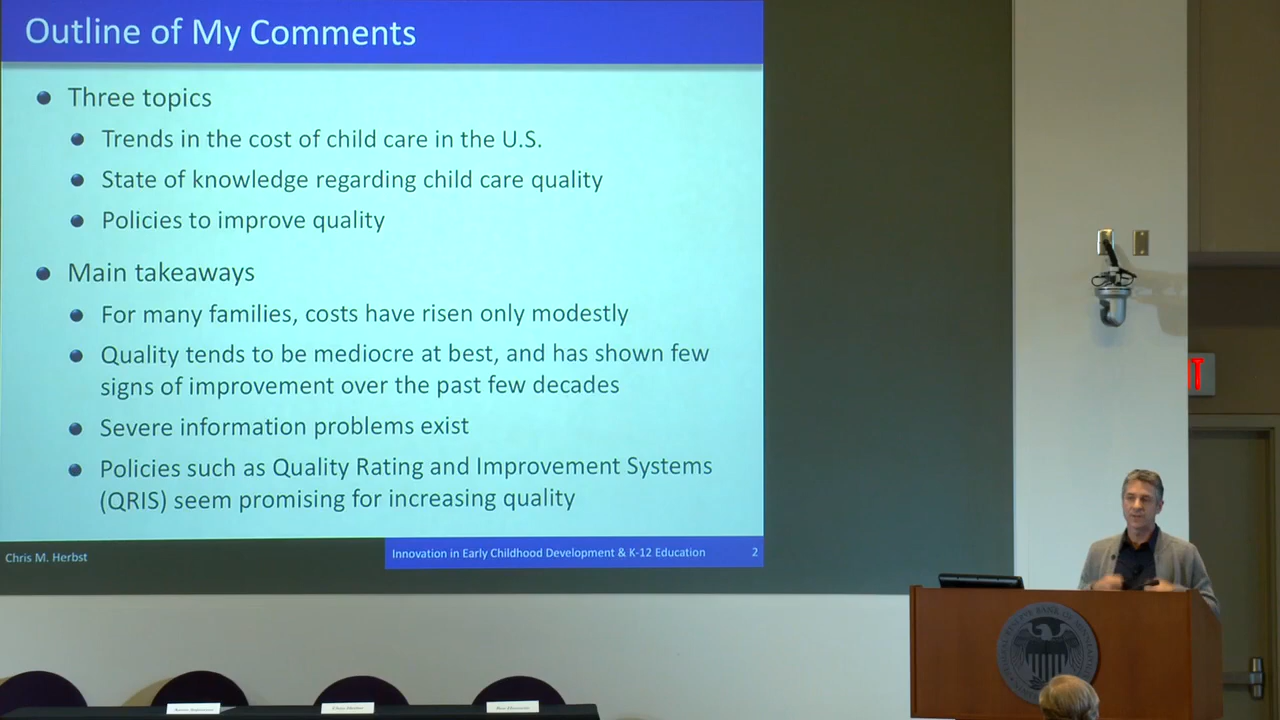 Outline of My Comments
Three topics
Trends in the cost of child care in the U.S.
State of knowledge regarding child care quality
Policies to improve quality
Main takeaways
For many families, costs have risen only modestly
Quality tends to be mediocre at best, and has shown few
signs of improvement over the past few decades
Severe information problems exist
Policies such as Quality Rating and Improvement Systems
(QRIS) seem promising for increasing quality
Chris M. Herbst
Innovation in Early Childhood Development & K-12 Education 2